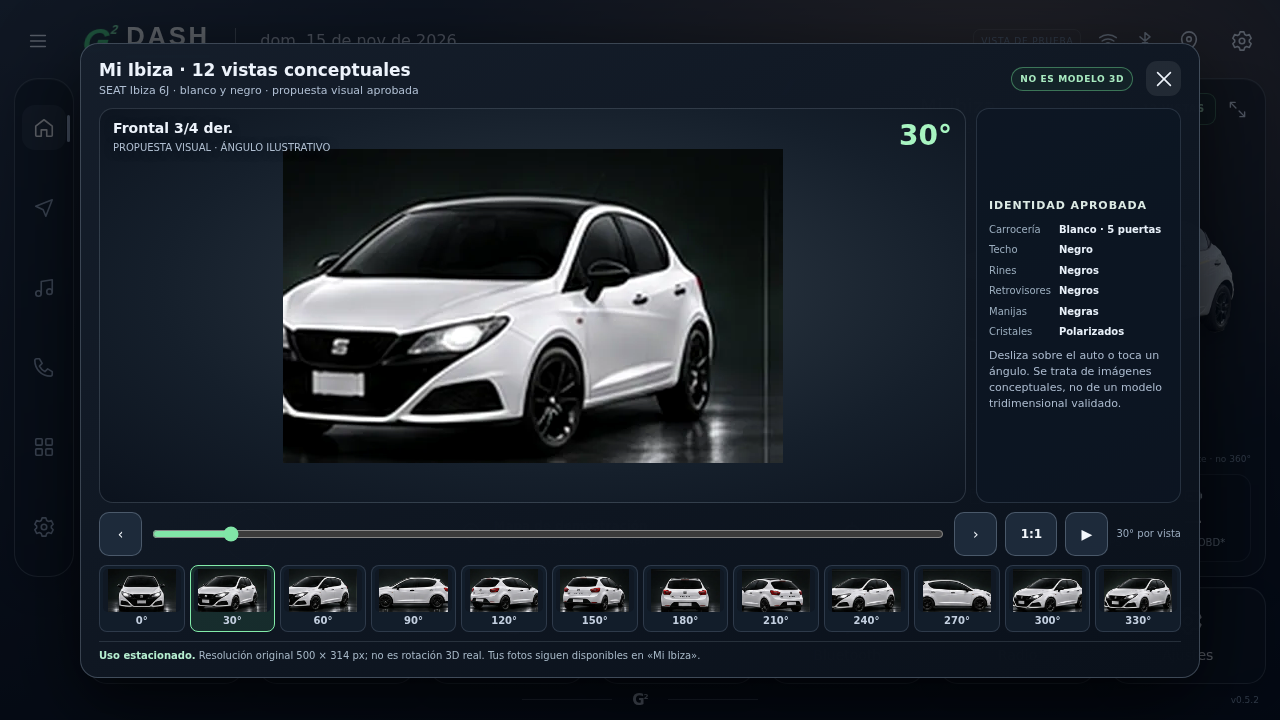 G² DASH
dom. 15 de nov de 2026
VISTA DE PRUEBA
Mi Ibiza · 12 vistas conceptuales
SEAT Ibiza 6J · blanco y negro · propuesta visual aprobada
NO ES MODELO 3D
Frontal 3/4 der.
PROPUESTA VISUAL · ÁNGULO ILUSTRATIVO
30°
IDENTIDAD APROBADA
Carrocería Blanco · 5 puertas
Techo Negro
Rines Negros
Retrovisores Negros
Manijas Negras
Cristales Polarizados
Desliza sobre el auto o toca un
ángulo. Se trata de imágenes
conceptuales, no de un modelo
tridimensional validado.
· no 360°
OBD*
‹
›
1:1
▶
30° por vista
0°
30°
60°
90°
120°
150°
180°
210°
240°
270°
300°
330°
Uso estacionado. Resolución original 500 × 314 px; no es rotación 3D real. Tus fotos siguen disponibles en «Mi Ibiza».
G²
v0.5.2